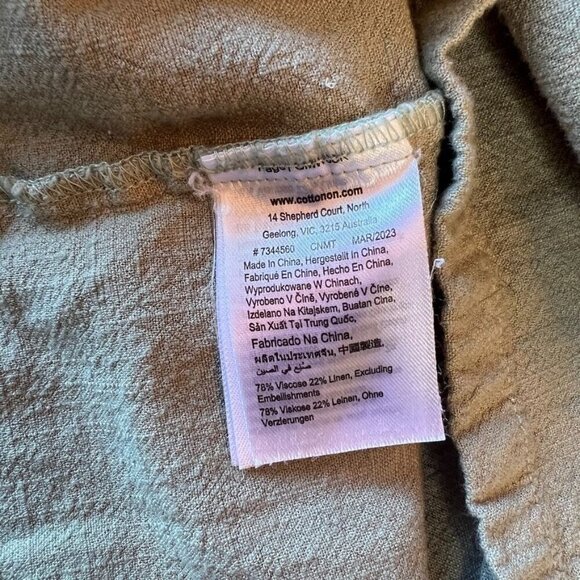 www.cottonon.com
14 Shepherd Court, North
Geelong, VIC, 3215 Australia
# 7344560 CNMT MAR/2023
Made In China, Hergestellt In China,
Fabriqué En Chine, Hecho En China,
Wyprodukowane W Chinach,
Vyrobeno V Číně, Vyrobené V Číne,
Izdelano Na Kitajskem, Buatan Cina,
Sản Xuất Tại Trung Quốc,
Fabricado Na China,
ผลิตในประเทศจีน, 中國製造,
صنع في الصين
78% Viscose 22% Linen, Excluding
Embellishments
78% Viskose 22% Leinen, Ohne
Verzierungen